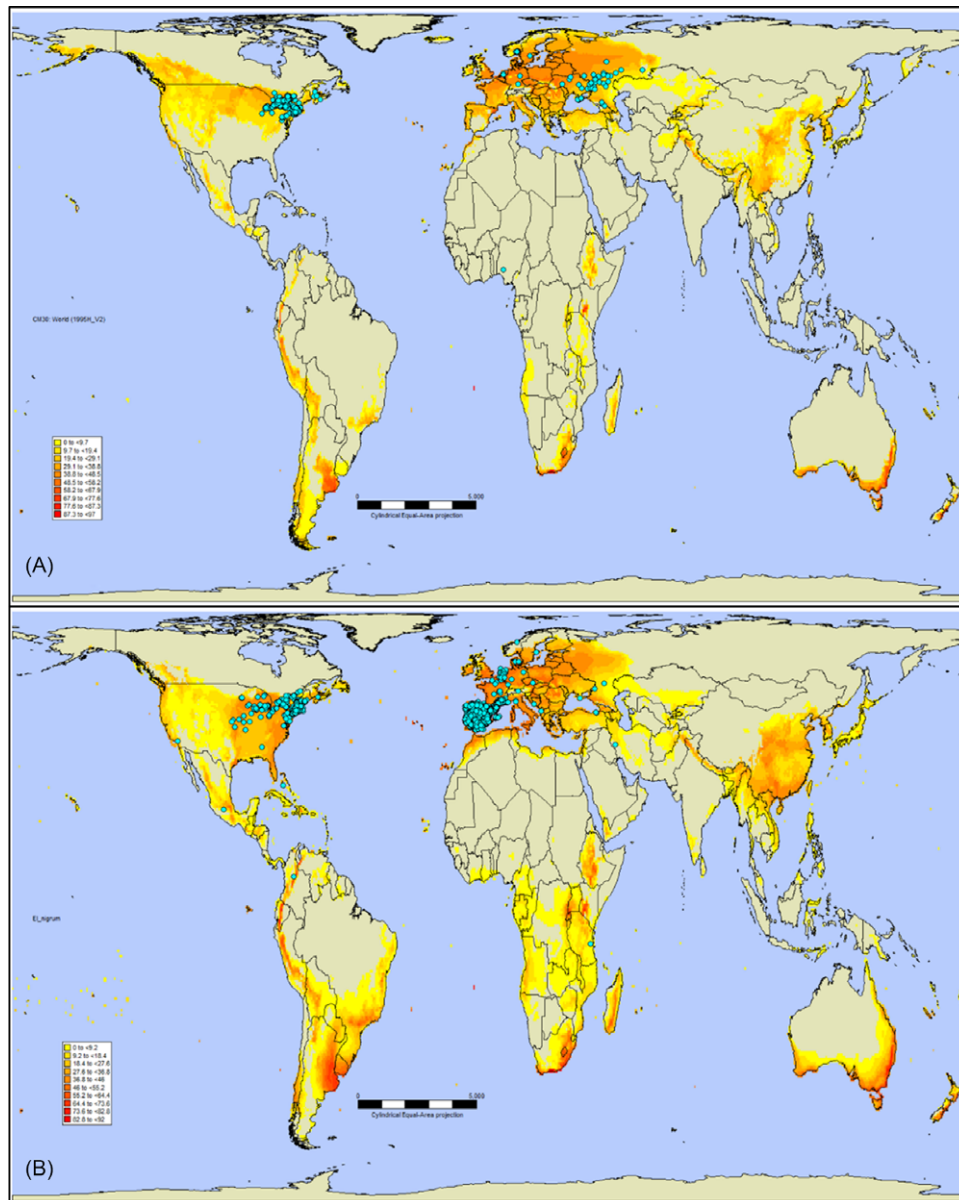 CM30: World (1995H_V2)
0 to <9.7
9.7 to <19.4
19.4 to <29.1
29.1 to <38.8
38.8 to <48.5
48.5 to <58.2
58.2 to <67.9
67.9 to <77.6
77.6 to <87.3
87.3 to <97
0 5,000
Cylindrical Equal-Area projection
(A)
El_nigrum
0 to <9.2
9.2 to <18.4
18.4 to <27.6
27.6 to <36.8
36.8 to <46
46 to <55.2
55.2 to <64.4
64.4 to <73.6
73.6 to <82.8
82.8 to <92
0 5,000
Cylindrical Equal-Area projection
(B)